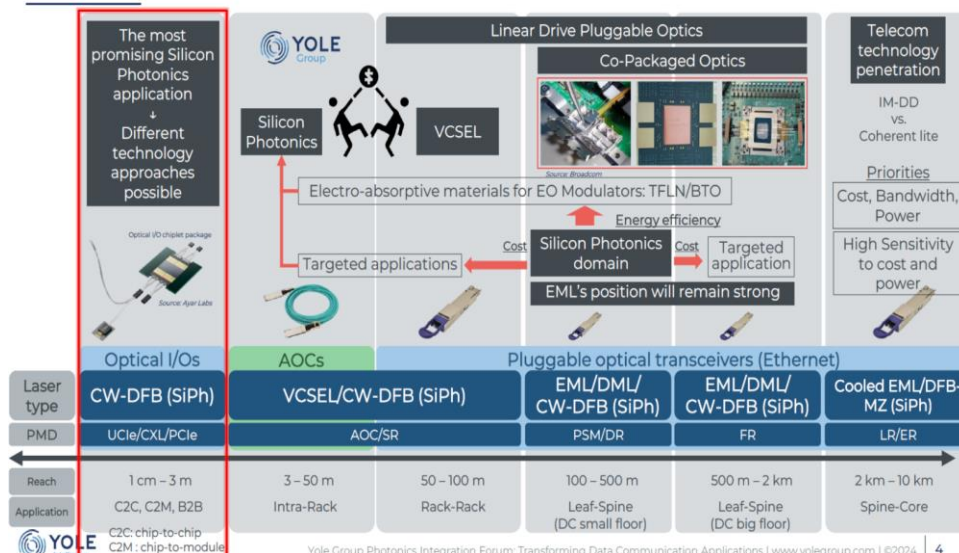 The most
promising Silicon
Photonics
application
↓
Different
technology
approaches
possible
Optical I/O chiplet package
Source: Ayar Labs
YOLE
Group
$
Silicon
Photonics
VCSEL
Linear Drive Pluggable Optics
Co-Packaged Optics
Source: Broadcom
Electro-absorptive materials for EO Modulators: TFLN/BTO
Energy efficiency
Targeted applications
Cost
Silicon Photonics
domain
Cost
Targeted
application
EML's position will remain strong
Telecom
technology
penetration
IM-DD
vs.
Coherent lite
Priorities
Cost, Bandwidth,
Power
High Sensitivity
to cost and
power
Optical I/Os
AOCs
Pluggable optical transceivers (Ethernet)
Laser
type
CW-DFB (SiPh)
VCSEL/CW-DFB (SiPh)
EML/DML/
CW-DFB (SiPh)
EML/DML/
CW-DFB (SiPh)
Cooled EML/DFB-
MZ (SiPh)
PMD
UCIe/CXL/PCIe
AOC/SR
PSM/DR
FR
LR/ER
Reach
1 cm – 3 m
3 – 50 m
50 – 100 m
100 – 500 m
500 m – 2 km
2 km – 10 km
Application
C2C, C2M, B2B
Intra-Rack
Rack-Rack
Leaf-Spine
(DC small floor)
Leaf-Spine
(DC big floor)
Spine-Core
YOLE
C2C: chip-to-chip
C2M : chip-to-module
Yole Group Photonics Integration Forum: Transforming Data Communication Applications | www.yolegroup.com | ©2024
4